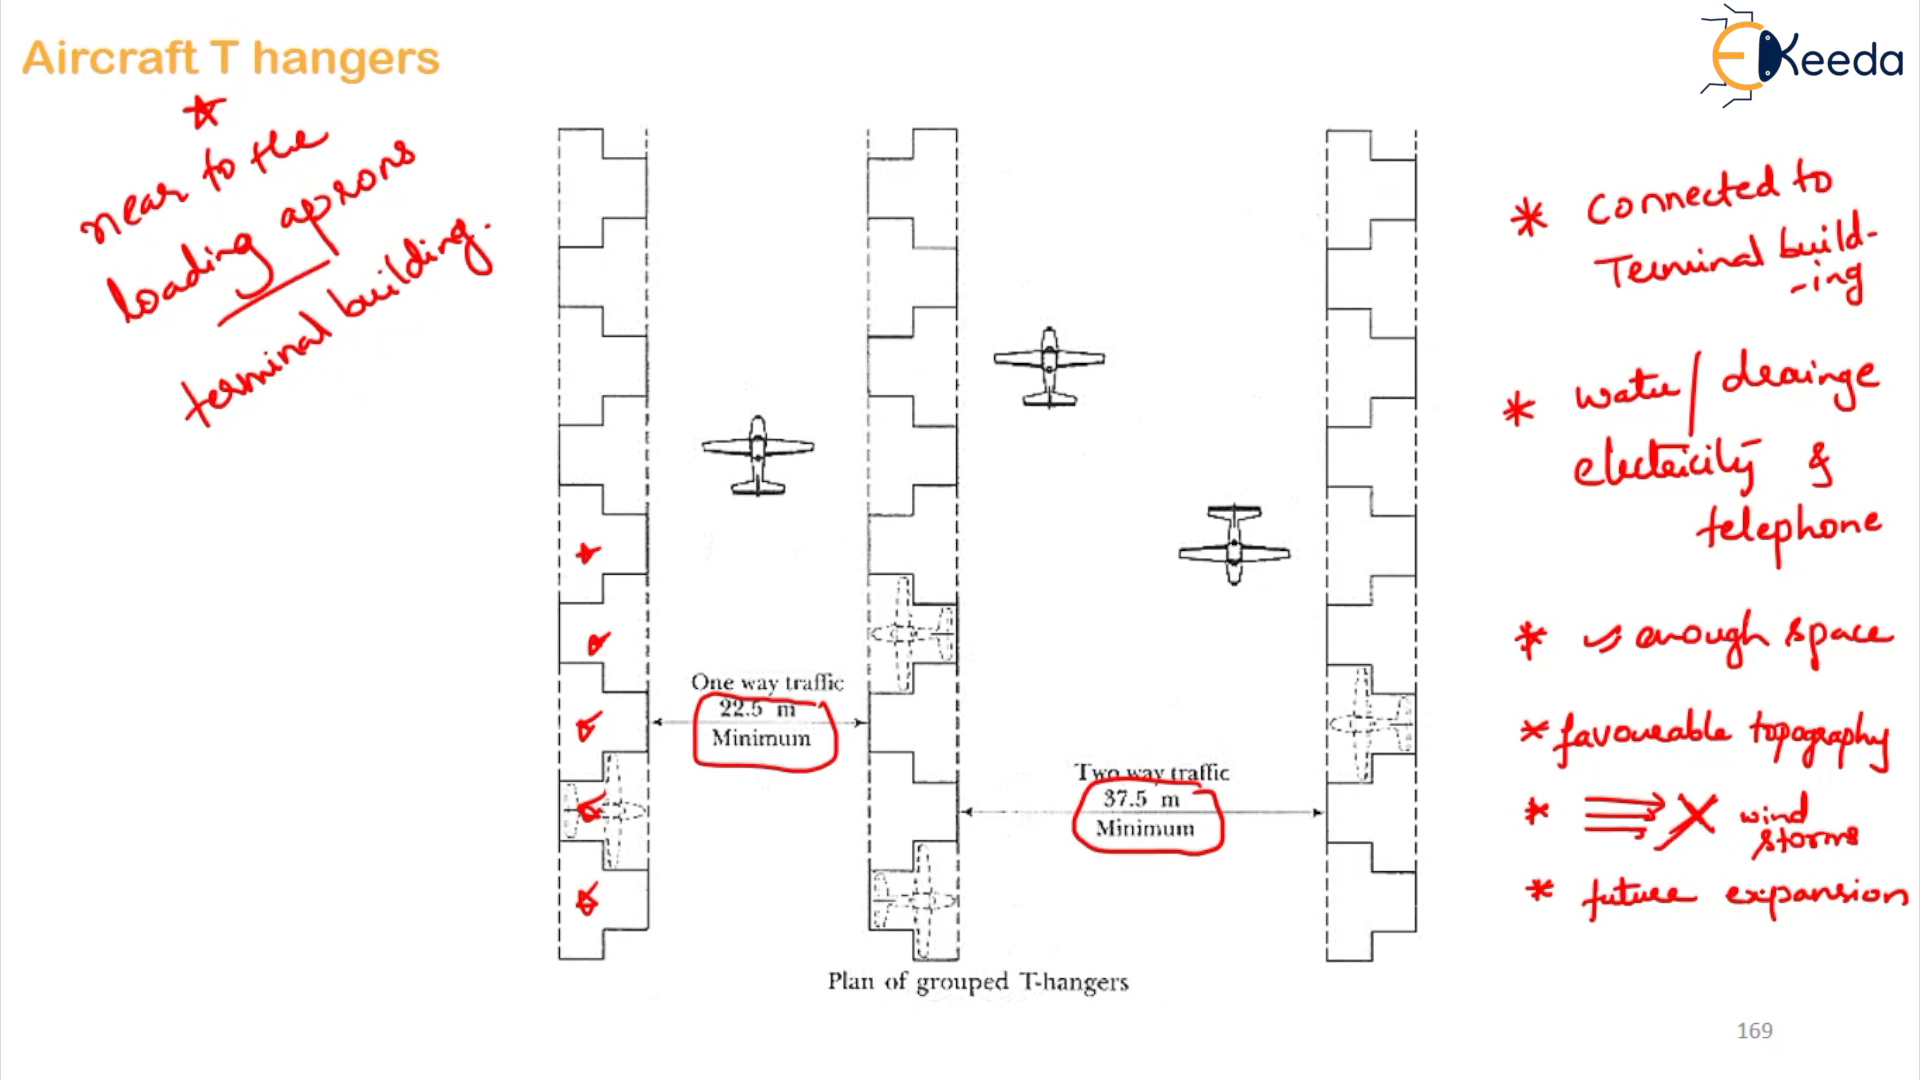 Aircraft T hangers
EKeeda
near to the
loading aprons
terminal building.
One way traffic
22.5 m
Minimum
Two way traffic
37.5 m
Minimum
Plan of grouped T-hangers
* Connected to
Terminal build-
-ing
* water / drainge
electricity &
telephone
* enough space
* favourable topography
* wind
storms
* future expansion
169